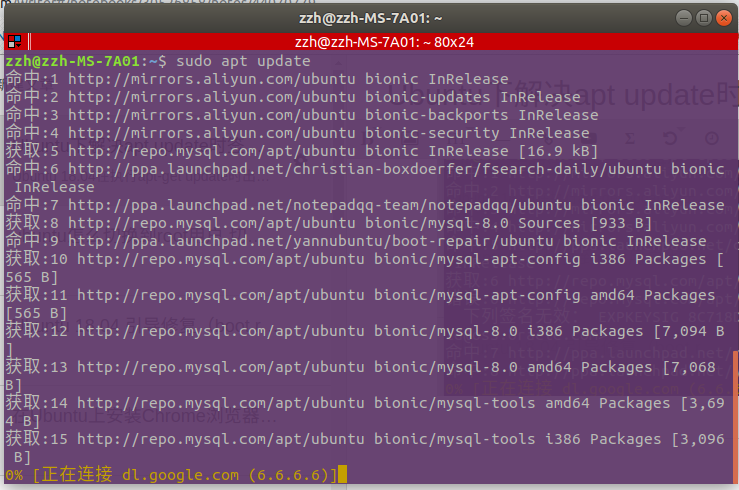 zzh@zzh-MS-7A01: ~
zzh@zzh-MS-7A01: ~ 80x24
zzh@zzh-MS-7A01:~$ sudo apt update
命中:1 http://mirrors.aliyun.com/ubuntu bionic InRelease
命中:2 http://mirrors.aliyun.com/ubuntu bionic-updates InRelease
命中:3 http://mirrors.aliyun.com/ubuntu bionic-backports InRelease
命中:4 http://mirrors.aliyun.com/ubuntu bionic-security InRelease
获取:5 http://repo.mysql.com/apt/ubuntu bionic InRelease [16.9 kB]
命中:6 http://ppa.launchpad.net/christian-boxdoerfer/fsearch-daily/ubuntu bionic
InRelease
命中:7 http://ppa.launchpad.net/notepadqq-team/notepadqq/ubuntu bionic InRelease
获取:8 http://repo.mysql.com/apt/ubuntu bionic/mysql-8.0 Sources [933 B]
命中:9 http://ppa.launchpad.net/yannubuntu/boot-repair/ubuntu bionic InRelease
获取:10 http://repo.mysql.com/apt/ubuntu bionic/mysql-apt-config i386 Packages [
565 B]
获取:11 http://repo.mysql.com/apt/ubuntu bionic/mysql-apt-config amd64 Packages
[565 B]
获取:12 http://repo.mysql.com/apt/ubuntu bionic/mysql-8.0 i386 Packages [7,094 B
]
获取:13 http://repo.mysql.com/apt/ubuntu bionic/mysql-8.0 amd64 Packages [7,068
B]
获取:14 http://repo.mysql.com/apt/ubuntu bionic/mysql-tools amd64 Packages [3,69
4 B]
获取:15 http://repo.mysql.com/apt/ubuntu bionic/mysql-tools i386 Packages [3,096
B]
0% [正在连接 dl.google.com (6.6.6.6)]